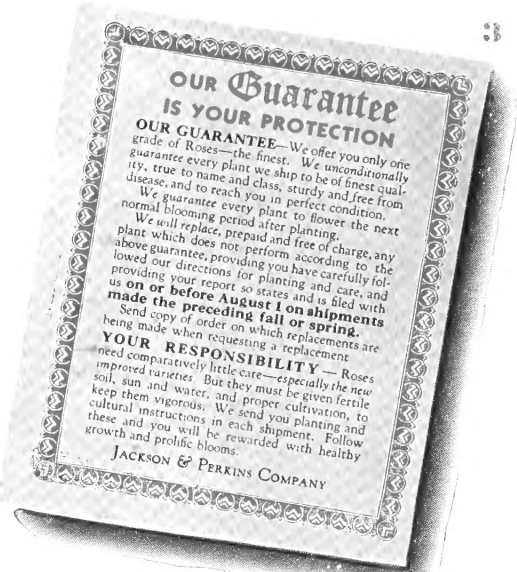 3
OUR Guarantee
IS YOUR PROTECTION
OUR GUARANTEE—We offer you only one
grade of Roses—the finest. We unconditionally
guarantee every plant we ship to be of finest qual-
ity, true to name and class, sturdy and free from
disease, and to reach you in perfect condition.
We guarantee every plant to flower the next
normal blooming period after planting.
We will replace, prepaid and free of charge, any
plant which does not perform according to the
above guarantee, providing you have carefully fol-
lowed our directions for planting and care, and
providing your report so states and is filed with
us on or before August 1 on shipments
made the preceding fall or spring.
Send copy of order on which replacements are
being made when requesting a replacement
YOUR RESPONSIBILITY — Roses
need comparatively little care—especially the new
improved varieties. But they must be given fertile
soil, sun and water, and proper cultivation, to
keep them vigorous. We send you planting and
cultural instructions in each shipment. Follow
these and you will be rewarded with healthy
growth and prolific blooms.
JACKSON & PERKINS COMPANY